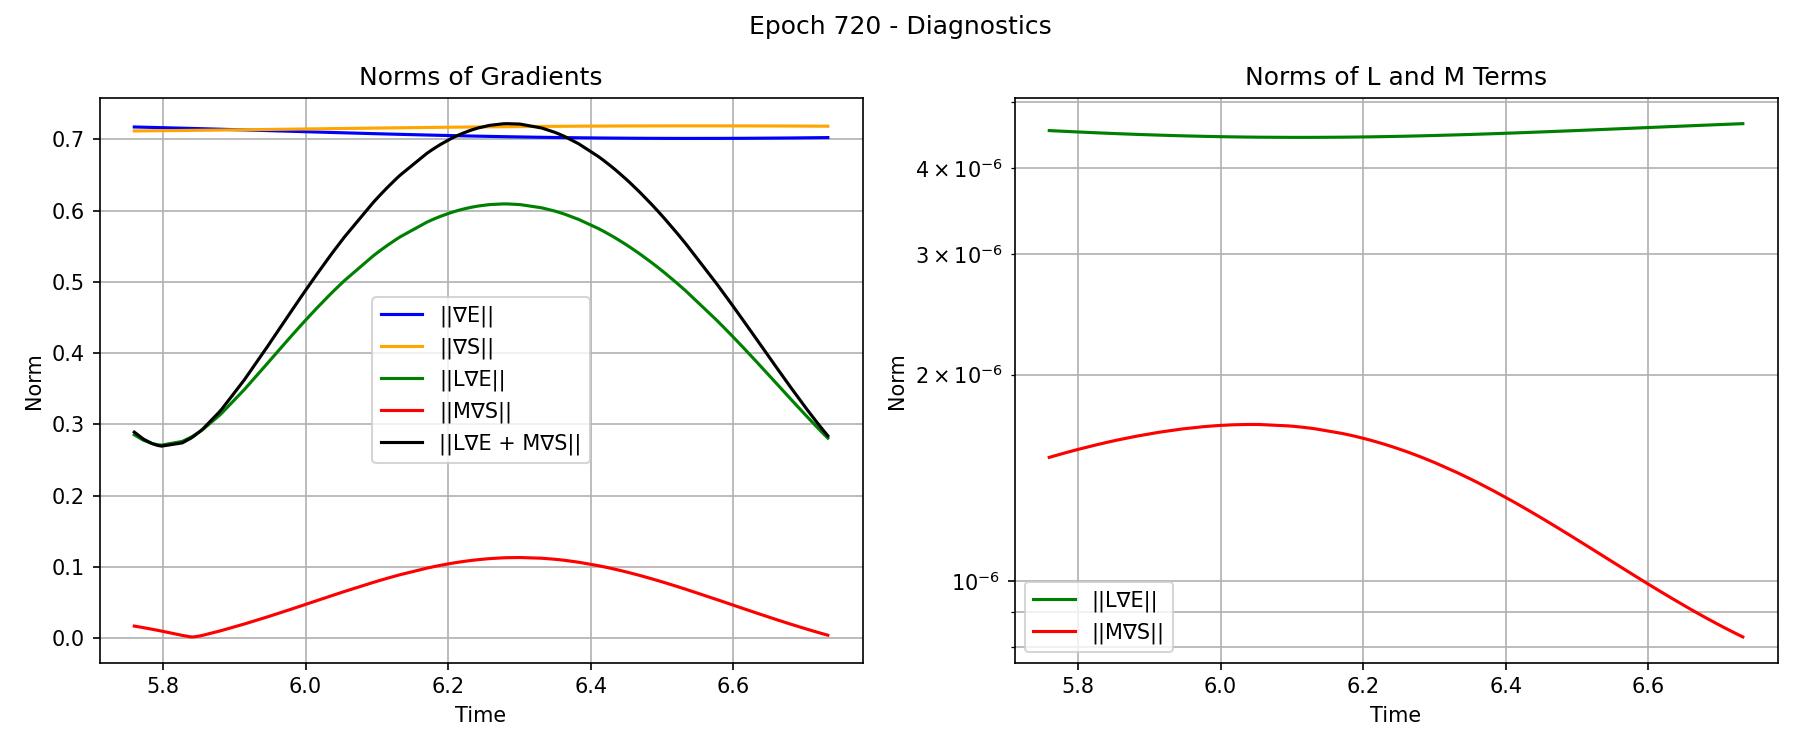 Epoch 720 - Diagnostics
Norms of Gradients
Norm
0.7
0.6
0.5
0.4
0.3
0.2
0.1
0.0
||∇E||
||∇S||
||L∇E||
||M∇S||
||L∇E + M∇S||
5.8 6.0 6.2 6.4 6.6
Time
Norms of L and M Terms
Norm
4 × 10⁻⁶
3 × 10⁻⁶
2 × 10⁻⁶
10⁻⁶
||L∇E||
||M∇S||
5.8 6.0 6.2 6.4 6.6
Time